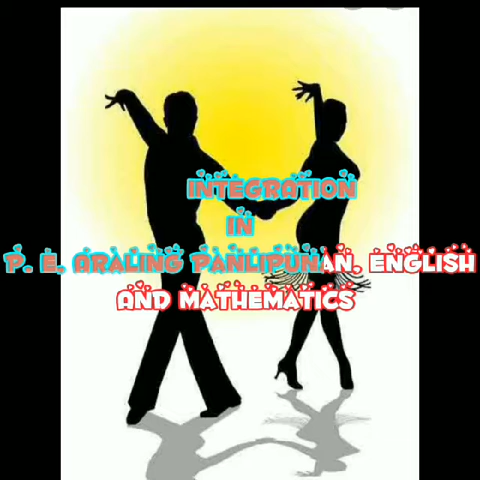 INTEGRATION
IN
P. E, ARALING PANLIPUNAN, ENGLISH
AND MATHEMATICS